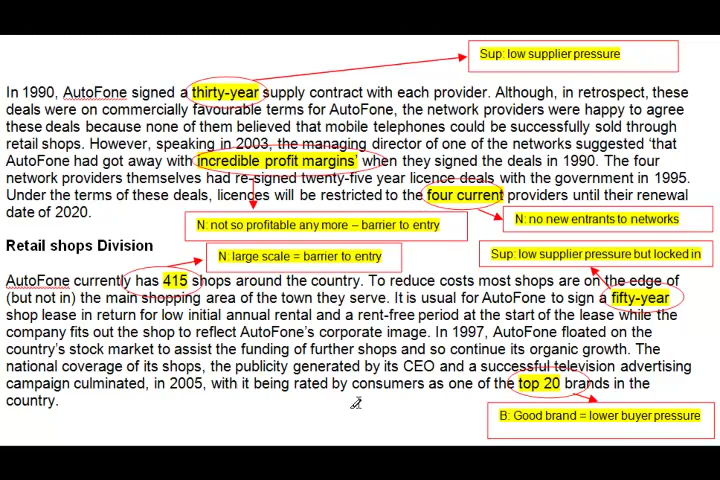 Sup: low supplier pressure
In 1990, AutoFone signed a thirty-year supply contract with each provider. Although, in retrospect, these
deals were on commercially favourable terms for AutoFone, the network providers were happy to agree
these deals because none of them believed that mobile telephones could be successfully sold through
retail shops. However, speaking in 2003, the managing director of one of the networks suggested ‘that
AutoFone had got away with incredible profit margins’ when they signed the deals in 1990. The four
network providers themselves had re-signed twenty-five year licence deals with the government in 1995.
Under the terms of these deals, licences will be restricted to the four current providers until their renewal
date of 2020.
N: not so profitable any more – barrier to entry
N: no new entrants to networks
Retail shops Division
N: large scale = barrier to entry
Sup: low supplier pressure but locked in
AutoFone currently has 415 shops around the country. To reduce costs most shops are on the edge of
(but not in) the main shopping area of the town they serve. It is usual for AutoFone to sign a fifty-year
shop lease in return for low initial annual rental and a rent-free period at the start of the lease while the
company fits out the shop to reflect AutoFone’s corporate image. In 1997, AutoFone floated on the
country’s stock market to assist the funding of further shops and so continue its organic growth. The
national coverage of its shops, the publicity generated by its CEO and a successful television advertising
campaign culminated, in 2005, with it being rated by consumers as one of the top 20 brands in the
country.
B: Good brand = lower buyer pressure